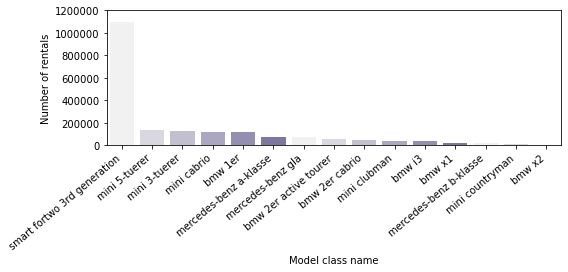 1200000
1000000
800000
600000
400000
200000
0
Number of rentals
smart fortwo 3rd generation
mini 5-tuerer
mini 3-tuerer
mini cabrio
bmw 1er
mercedes-benz a-klasse
mercedes-benz gla
bmw 2er active tourer
bmw 2er cabrio
mini clubman
bmw i3
bmw x1
mercedes-benz b-klasse
mini countryman
bmw x2
Model class name